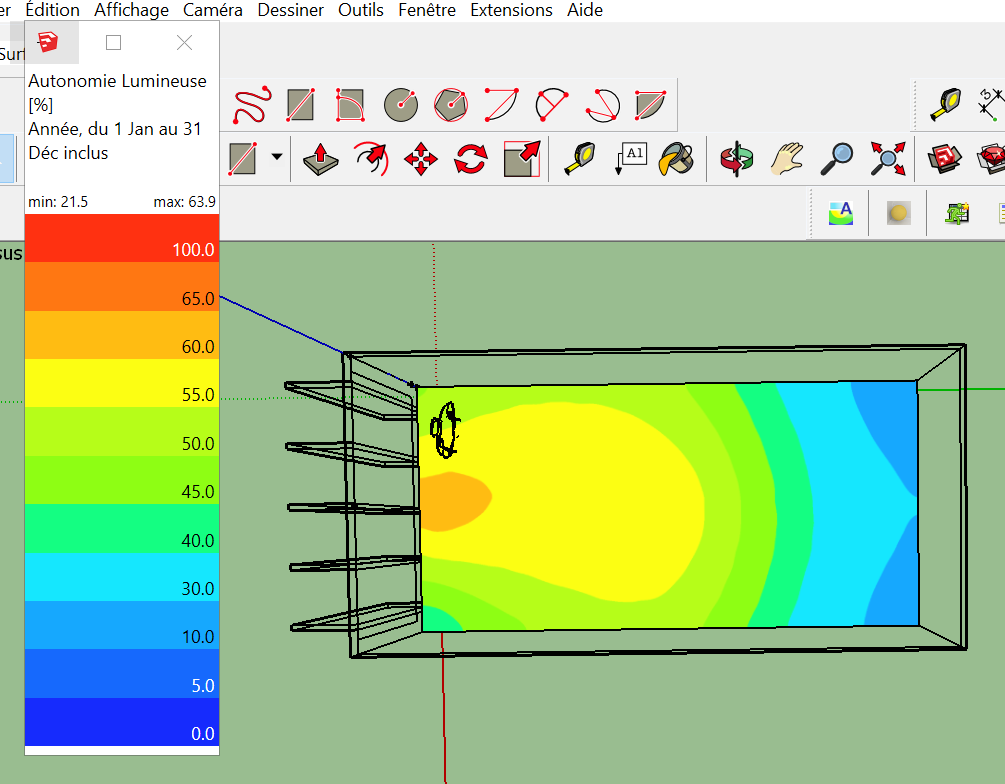 er Édition Affichage Caméra Dessiner Outils Fenêtre Extensions Aide
Sur
Autonomie Lumineuse
[%]
Année, du 1 Jan au 31
Déc inclus
min: 21.5 max: 63.9
sus
100.0
65.0
60.0
55.0
50.0
45.0
40.0
30.0
10.0
5.0
0.0
A1
3
A